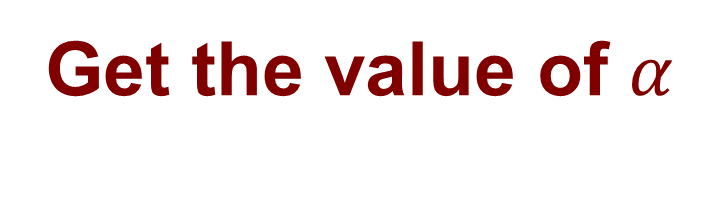 Get the value of α